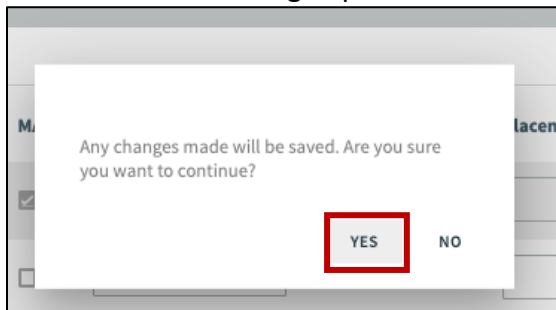 Any changes made will be saved. Are you sure
you want to continue?
YES NO